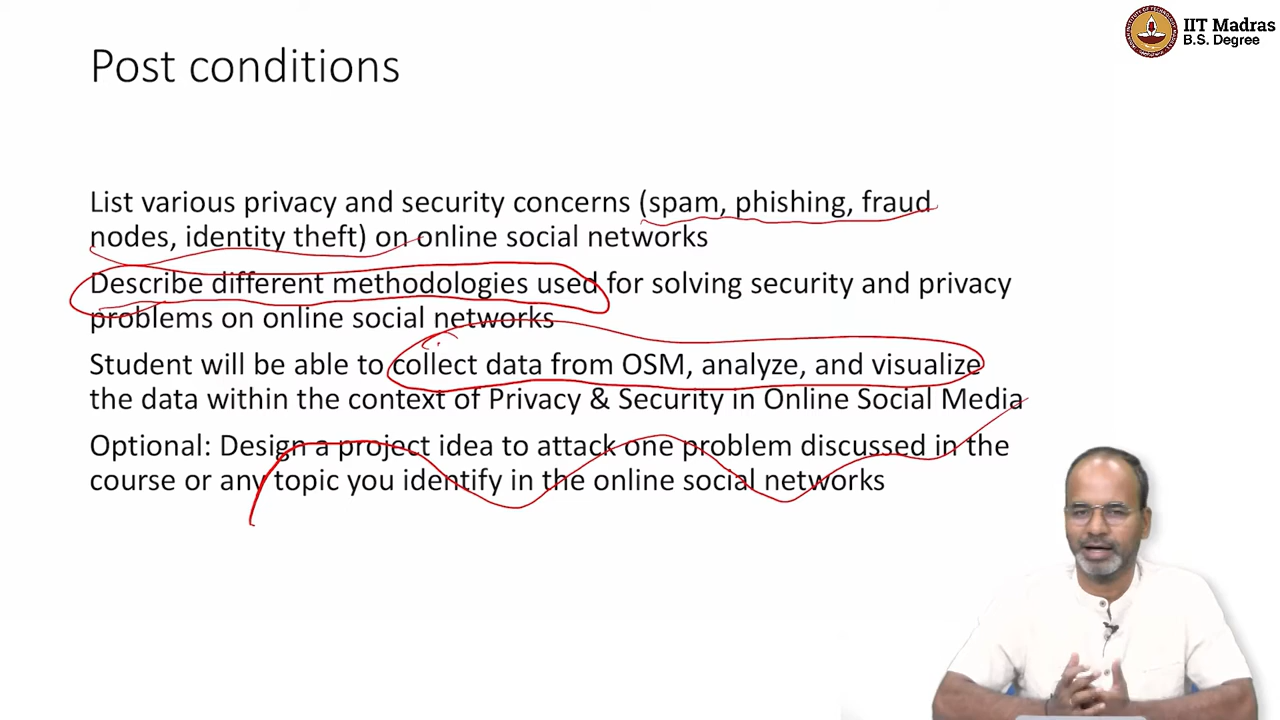 IIT Madras
B.S. Degree
Post conditions
List various privacy and security concerns (spam, phishing, fraud
nodes, identity theft) on online social networks
Describe different methodologies used for solving security and privacy
problems on online social networks
Student will be able to collect data from OSM, analyze, and visualize
the data within the context of Privacy & Security in Online Social Media
Optional: Design a project idea to attack one problem discussed in the
course or any topic you identify in the online social networks